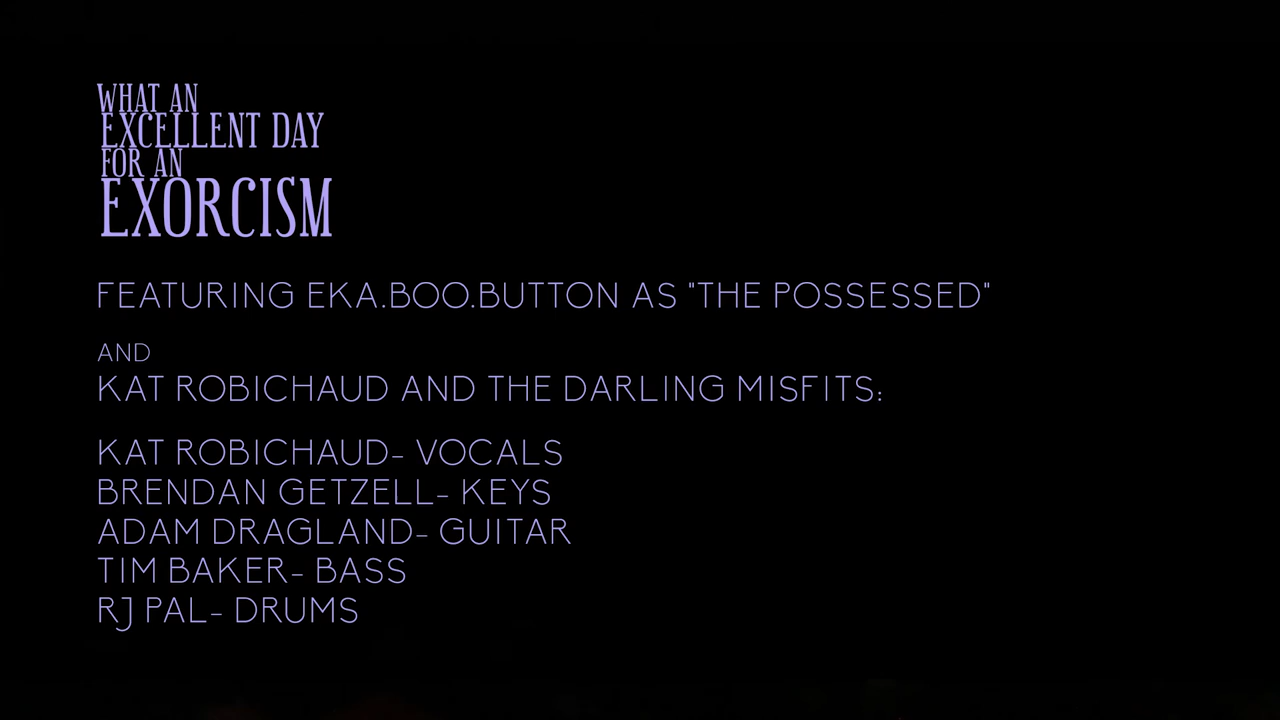 WHAT AN
EXCELLENT DAY
FOR AN
EXORCISM
FEATURING EKA.BOO.BUTTON AS "THE POSSESSED"
AND
KAT ROBICHAUD AND THE DARLING MISFITS:
KAT ROBICHAUD- VOCALS
BRENDAN GETZELL- KEYS
ADAM DRAGLAND- GUITAR
TIM BAKER- BASS
RJ PAL- DRUMS